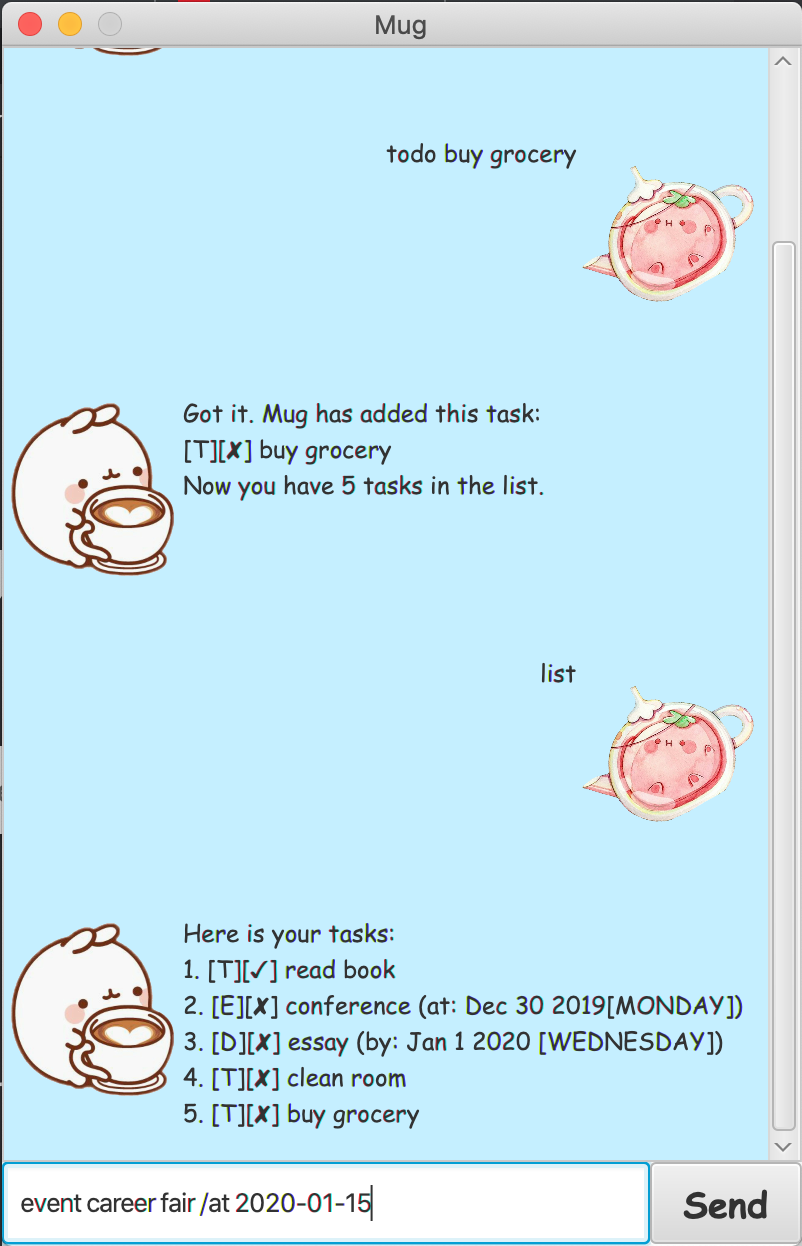 Mug
todo buy grocery
Got it. Mug has added this task:
[T][✘] buy grocery
Now you have 5 tasks in the list.
list
Here is your tasks:
1. [T][✓] read book
2. [E][✘] conference (at: Dec 30 2019[MONDAY])
3. [D][✘] essay (by: Jan 1 2020 [WEDNESDAY])
4. [T][✘] clean room
5. [T][✘] buy grocery
event career fair /at 2020-01-15
Send